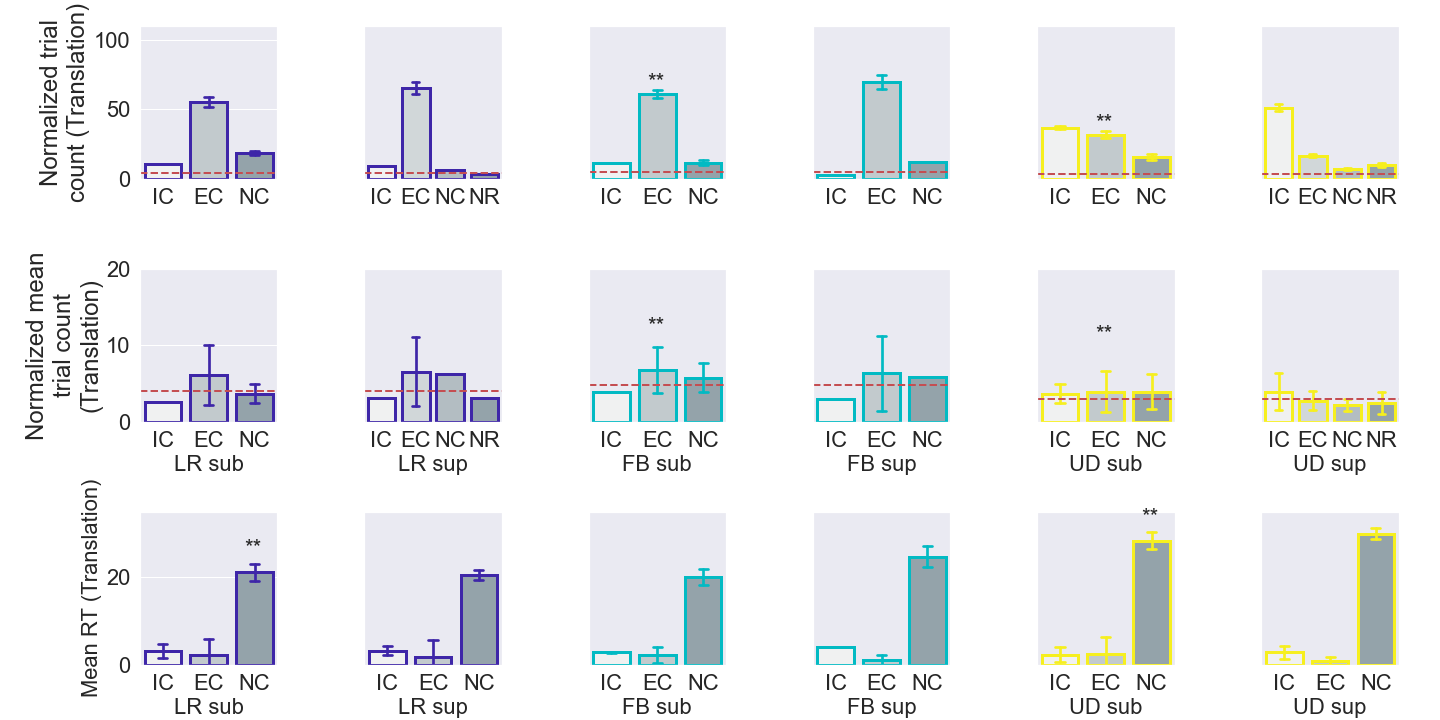 Normalized trial
count (Translation)
100
50
0
**
**
IC EC NC
IC EC NC NR
IC EC NC
IC EC NC
IC EC NC
IC EC NC NR
Normalized mean
trial count
(Translation)
20
10
0
**
**
IC EC NC
IC EC NC NR
IC EC NC
IC EC NC
IC EC NC
IC EC NC NR
LR sub
LR sup
FB sub
FB sup
UD sub
UD sup
Mean RT (Translation)
20
0
**
**
IC EC NC
IC EC NC
IC EC NC
IC EC NC
IC EC NC
IC EC NC
LR sub
LR sup
FB sub
FB sup
UD sub
UD sup